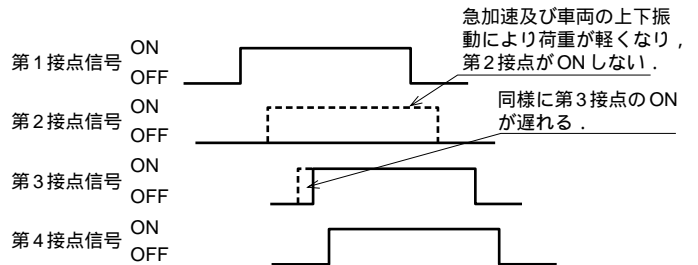 急加速及び車両の上下振
動により荷重が軽くなり，
第2接点がONしない．
同様に第3接点のON
が遅れる．
第1接点信号 ON
OFF
第2接点信号 ON
OFF
第3接点信号 ON
OFF
第4接点信号 ON
OFF